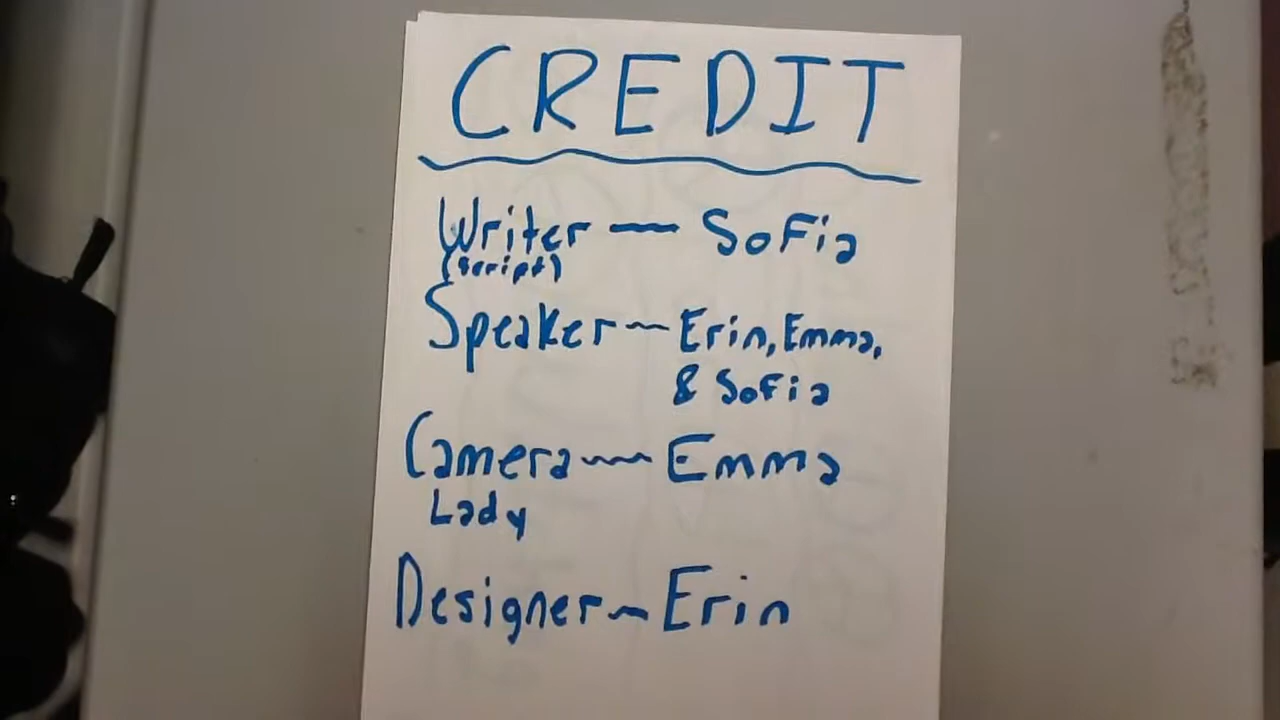 CREDIT
Writer — Sofia
(script)
Speaker ~ Erin, Emma,
& Sofia
Camera ~ Emma
Lady
Designer ~ Erin